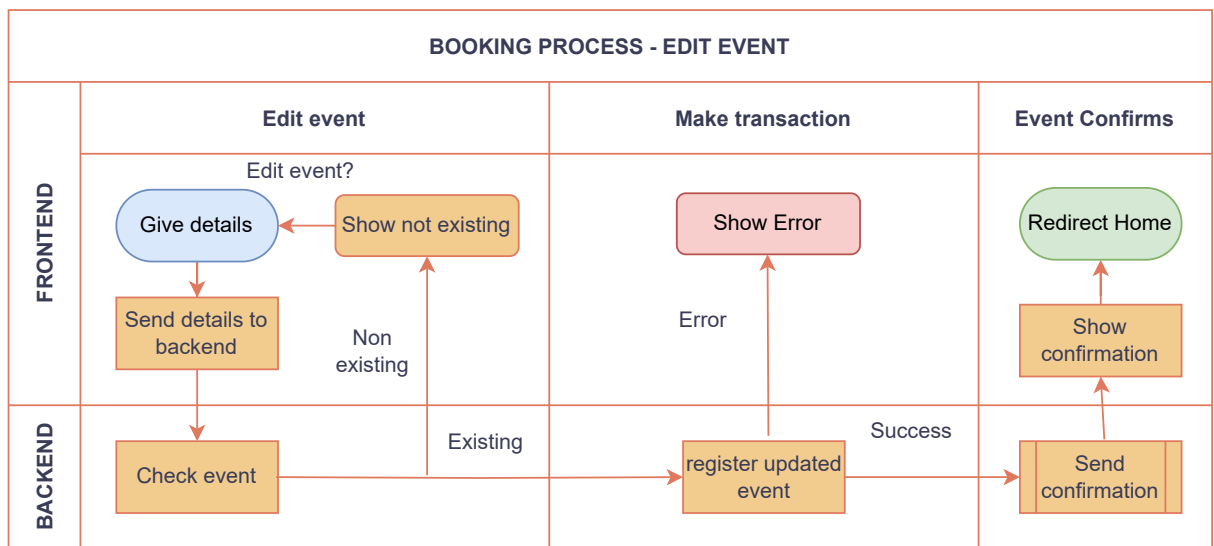 BOOKING PROCESS - EDIT EVENT
Edit event
Make transaction
Event Confirms
FRONTEND
Edit event?
Give details
Show not existing
Show Error
Redirect Home
Send details to
backend
Non
existing
Error
Show
confirmation
BACKEND
Check event
Existing
register updated
event
Success
Send
confirmation